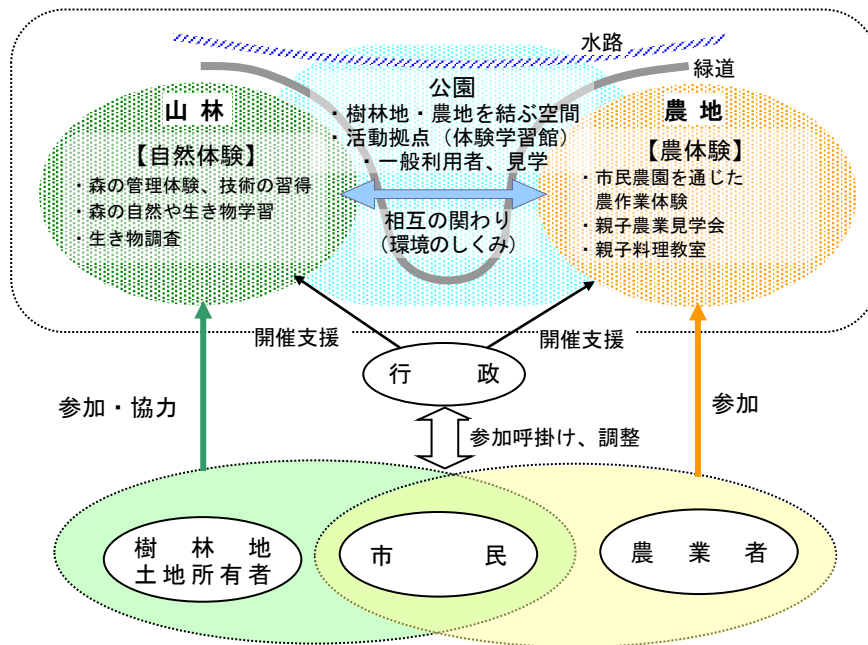 水路
緑道
公園
・樹林地・農地を結ぶ空間
・活動拠点（体験学習館）
・一般利用者、見学
山 林
【自然体験】
・森の管理体験、技術の習得
・森の自然や生き物学習
・生き物調査
農 地
【農体験】
・市民農園を通じた
農作業体験
・親子農業見学会
・親子料理教室
相互の関わり
（環境のしくみ）
開催支援
開催支援
行 政
参加・協力
参加呼掛け、調整
参加
樹 林 地
土地所有者
市 民
農 業 者